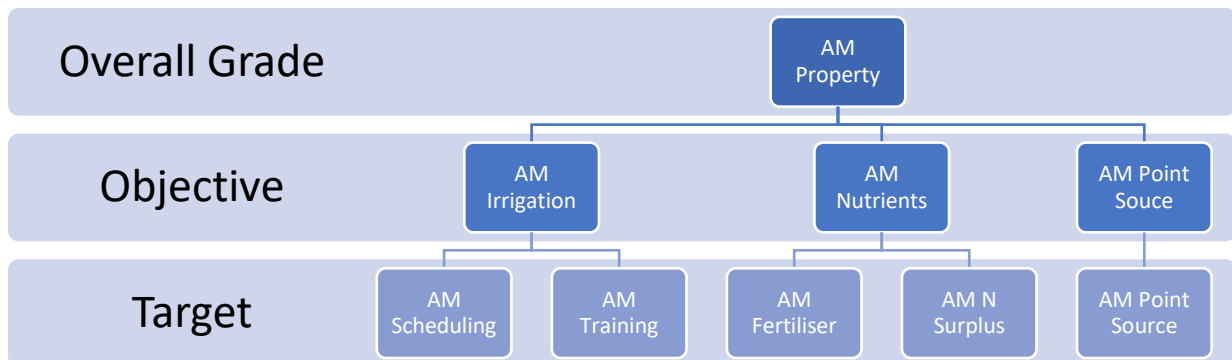 Overall Grade
AM
Property
Objective
AM
Irrigation
AM
Nutrients
AM Point
Souce
Target
AM
Scheduling
AM
Training
AM
Fertiliser
AM N
Surplus
AM Point
Source